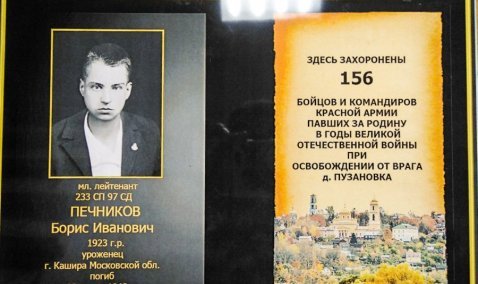 мл. лейтенант
233 СП 97 СД
ПЕЧНИКОВ
Борис Иванович
1923 г.р.
уроженец
г. Кашира Московской обл.
погиб
ЗДЕСЬ ЗАХОРОНЕНЫ
156
БОЙЦОВ И КОМАНДИРОВ
КРАСНОЙ АРМИИ
ПАВШИХ ЗА РОДИНУ
В ГОДЫ ВЕЛИКОЙ
ОТЕЧЕСТВЕННОЙ ВОЙНЫ
ПРИ
ОСВОБОЖДЕНИИ ОТ ВРАГА
д. ПУЗАНОВКА